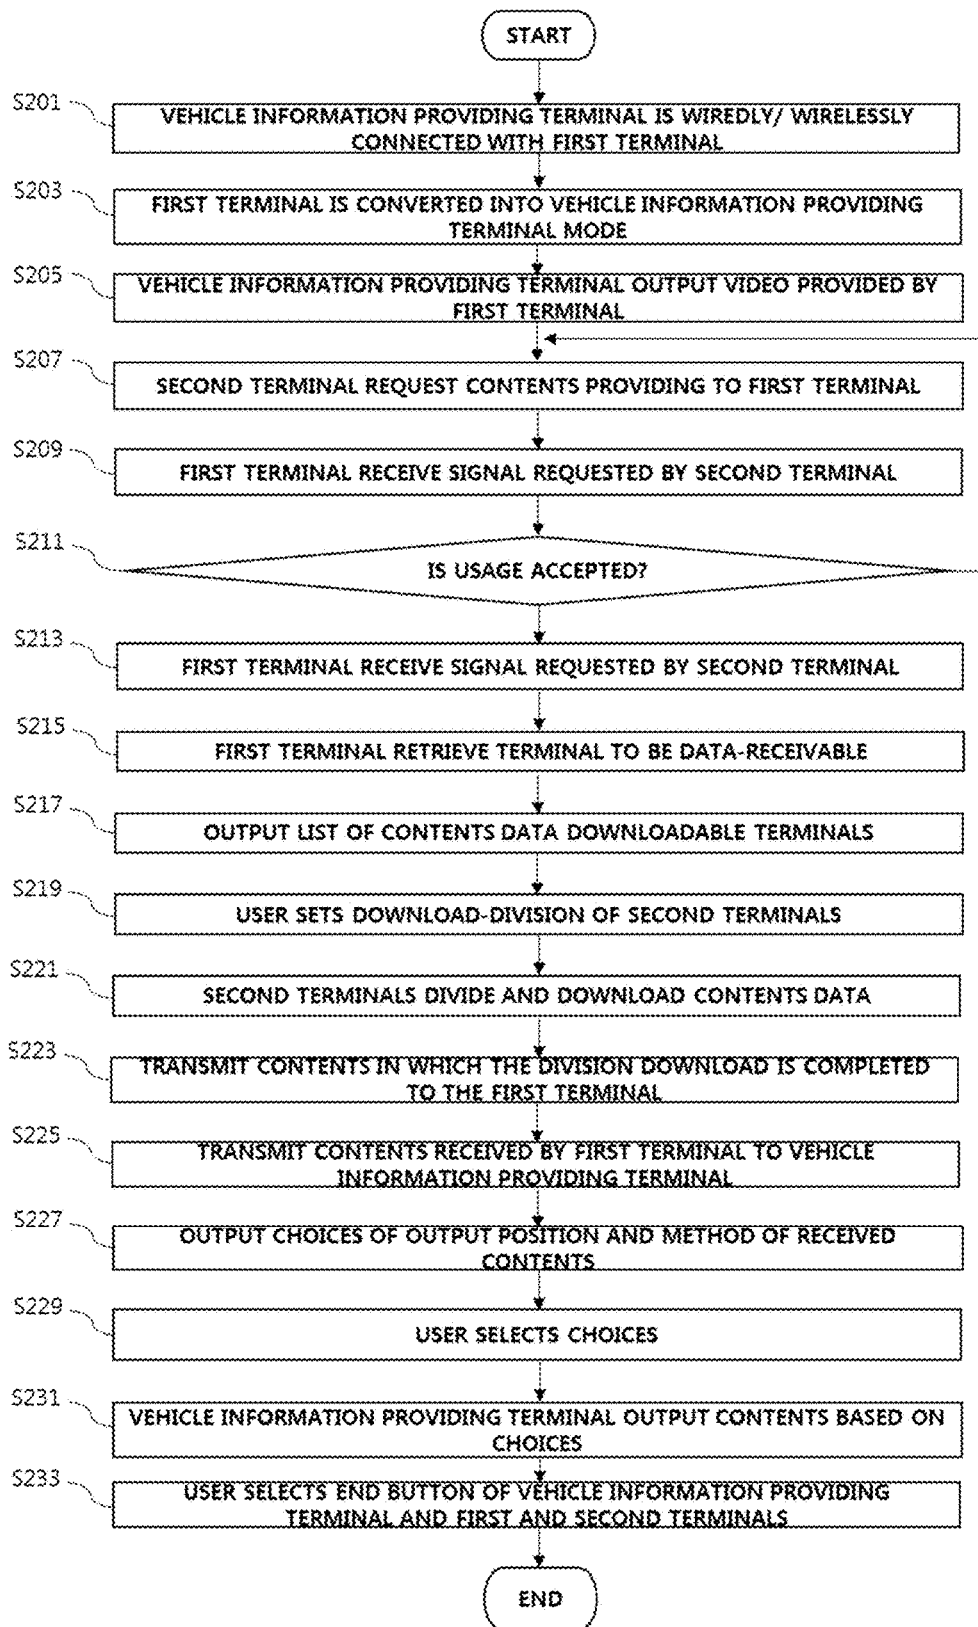 START
S201
VEHICLE INFORMATION PROVIDING TERMINAL IS WIREDLY/ WIRELESSLY
CONNECTED WITH FIRST TERMINAL
S203
FIRST TERMINAL IS CONVERTED INTO VEHICLE INFORMATION PROVIDING
TERMINAL MODE
S205
VEHICLE INFORMATION PROVIDING TERMINAL OUTPUT VIDEO PROVIDED BY
FIRST TERMINAL
S207
SECOND TERMINAL REQUEST CONTENTS PROVIDING TO FIRST TERMINAL
S209
FIRST TERMINAL RECEIVE SIGNAL REQUESTED BY SECOND TERMINAL
S211
IS USAGE ACCEPTED?
S213
FIRST TERMINAL RECEIVE SIGNAL REQUESTED BY SECOND TERMINAL
S215
FIRST TERMINAL RETRIEVE TERMINAL TO BE DATA-RECEIVABLE
S217
OUTPUT LIST OF CONTENTS DATA DOWNLOADABLE TERMINALS
S219
USER SETS DOWNLOAD-DIVISION OF SECOND TERMINALS
S221
SECOND TERMINALS DIVIDE AND DOWNLOAD CONTENTS DATA
S223
TRANSMIT CONTENTS IN WHICH THE DIVISION DOWNLOAD IS COMPLETED
TO THE FIRST TERMINAL
S225
TRANSMIT CONTENTS RECEIVED BY FIRST TERMINAL TO VEHICLE
INFORMATION PROVIDING TERMINAL
S227
OUTPUT CHOICES OF OUTPUT POSITION AND METHOD OF RECEIVED
CONTENTS
S229
USER SELECTS CHOICES
S231
VEHICLE INFORMATION PROVIDING TERMINAL OUTPUT CONTENTS BASED ON
CHOICES
S233
USER SELECTS END BUTTON OF VEHICLE INFORMATION PROVIDING
TERMINAL AND FIRST AND SECOND TERMINALS
END